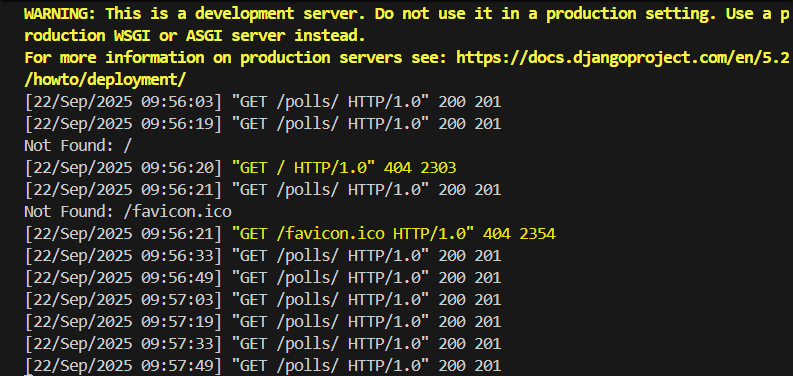 WARNING: This is a development server. Do not use it in a production setting. Use a p
roduction WSGI or ASGI server instead.
For more information on production servers see: https://docs.djangoproject.com/en/5.2
/howto/deployment/
[22/Sep/2025 09:56:03] "GET /polls/ HTTP/1.0" 200 201
[22/Sep/2025 09:56:19] "GET /polls/ HTTP/1.0" 200 201
Not Found: /
[22/Sep/2025 09:56:20] "GET / HTTP/1.0" 404 2303
[22/Sep/2025 09:56:21] "GET /polls/ HTTP/1.0" 200 201
Not Found: /favicon.ico
[22/Sep/2025 09:56:21] "GET /favicon.ico HTTP/1.0" 404 2354
[22/Sep/2025 09:56:33] "GET /polls/ HTTP/1.0" 200 201
[22/Sep/2025 09:56:49] "GET /polls/ HTTP/1.0" 200 201
[22/Sep/2025 09:57:03] "GET /polls/ HTTP/1.0" 200 201
[22/Sep/2025 09:57:19] "GET /polls/ HTTP/1.0" 200 201
[22/Sep/2025 09:57:33] "GET /polls/ HTTP/1.0" 200 201
[22/Sep/2025 09:57:49] "GET /polls/ HTTP/1.0" 200 201